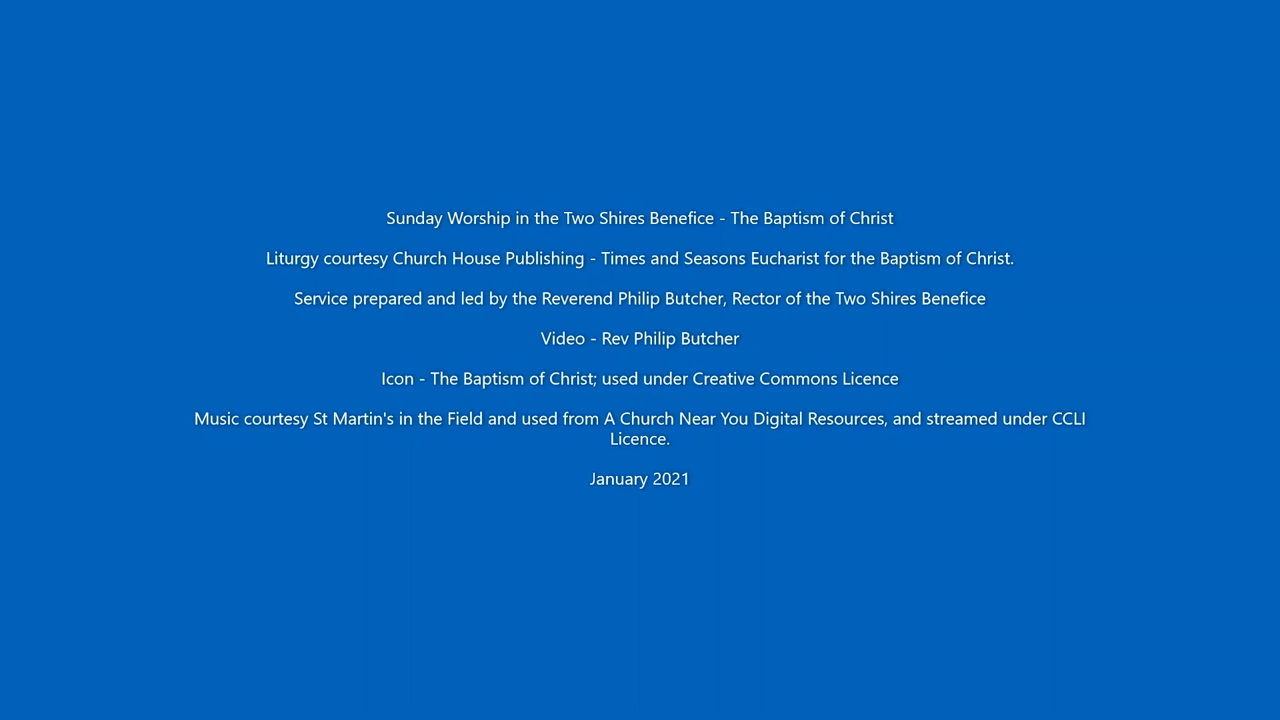 Sunday Worship in the Two Shires Benefice - The Baptism of Christ
Liturgy courtesy Church House Publishing - Times and Seasons Eucharist for the Baptism of Christ.
Service prepared and led by the Reverend Philip Butcher, Rector of the Two Shires Benefice
Video - Rev Philip Butcher
Icon - The Baptism of Christ; used under Creative Commons Licence
Music courtesy St Martin's in the Field and used from A Church Near You Digital Resources, and streamed under CCLI
Licence.
January 2021